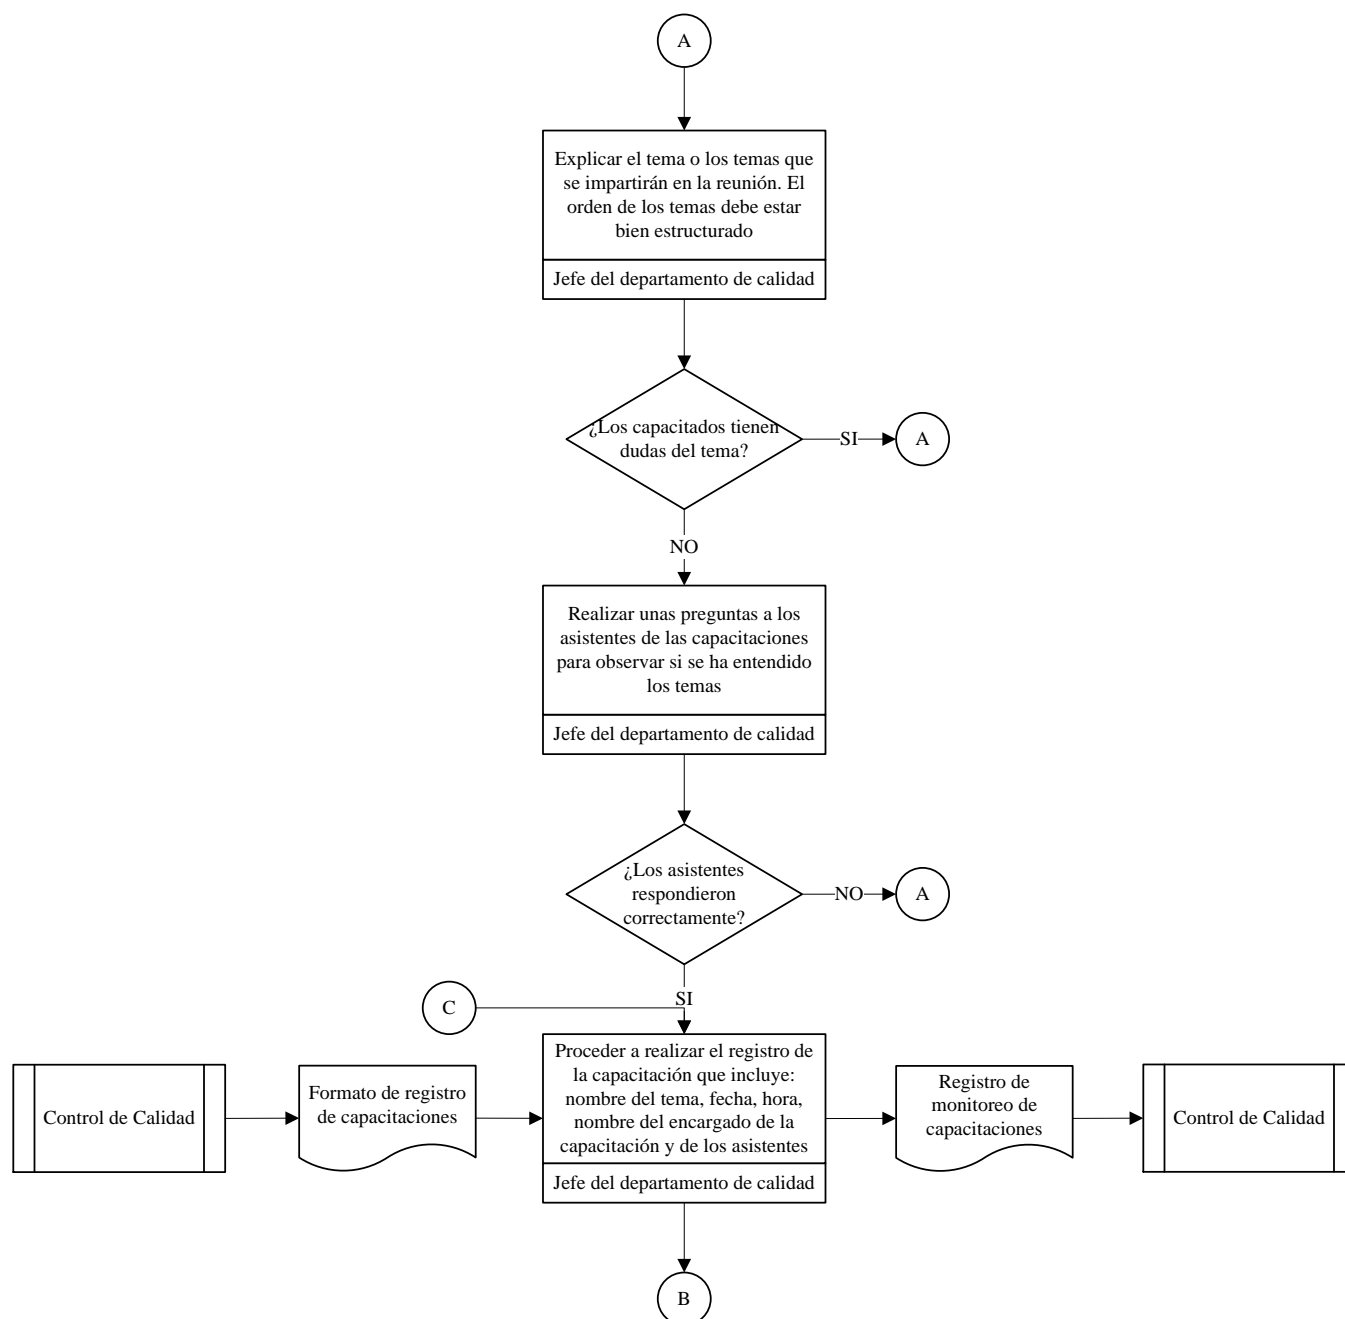 A
Explicar el tema o los temas que
se impartirán en la reunión. El
orden de los temas debe estar
bien estructurado
Jefe del departamento de calidad
¿Los capacitados tienen
dudas del tema?
SI
A
NO
Realizar unas preguntas a los
asistentes de las capacitaciones
para observar si se ha entendido
los temas
Jefe del departamento de calidad
¿Los asistentes
respondieron
correctamente?
NO
A
SI
C
Control de Calidad
Formato de registro
de capacitaciones
Proceder a realizar el registro de
la capacitación que incluye:
nombre del tema, fecha, hora,
nombre del encargado de la
capacitación y de los asistentes
Jefe del departamento de calidad
Registro de
monitoreo de
capacitaciones
Control de Calidad
B